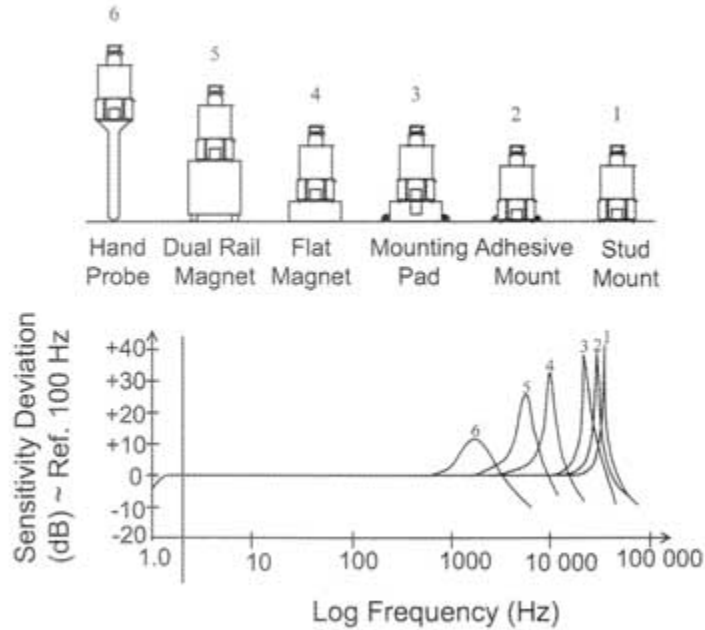 6
5
4
3
2
1
Hand Probe
Dual Rail Magnet
Flat Magnet
Mounting Pad
Adhesive Mount
Stud Mount
Sensitivity Deviation
(dB) ~ Ref. 100 Hz
+40
+30
+20
+10
0
-10
-20
6
5
4
3
2
1
1.0
10
100
1000
10 000
100 000
Log Frequency (Hz)